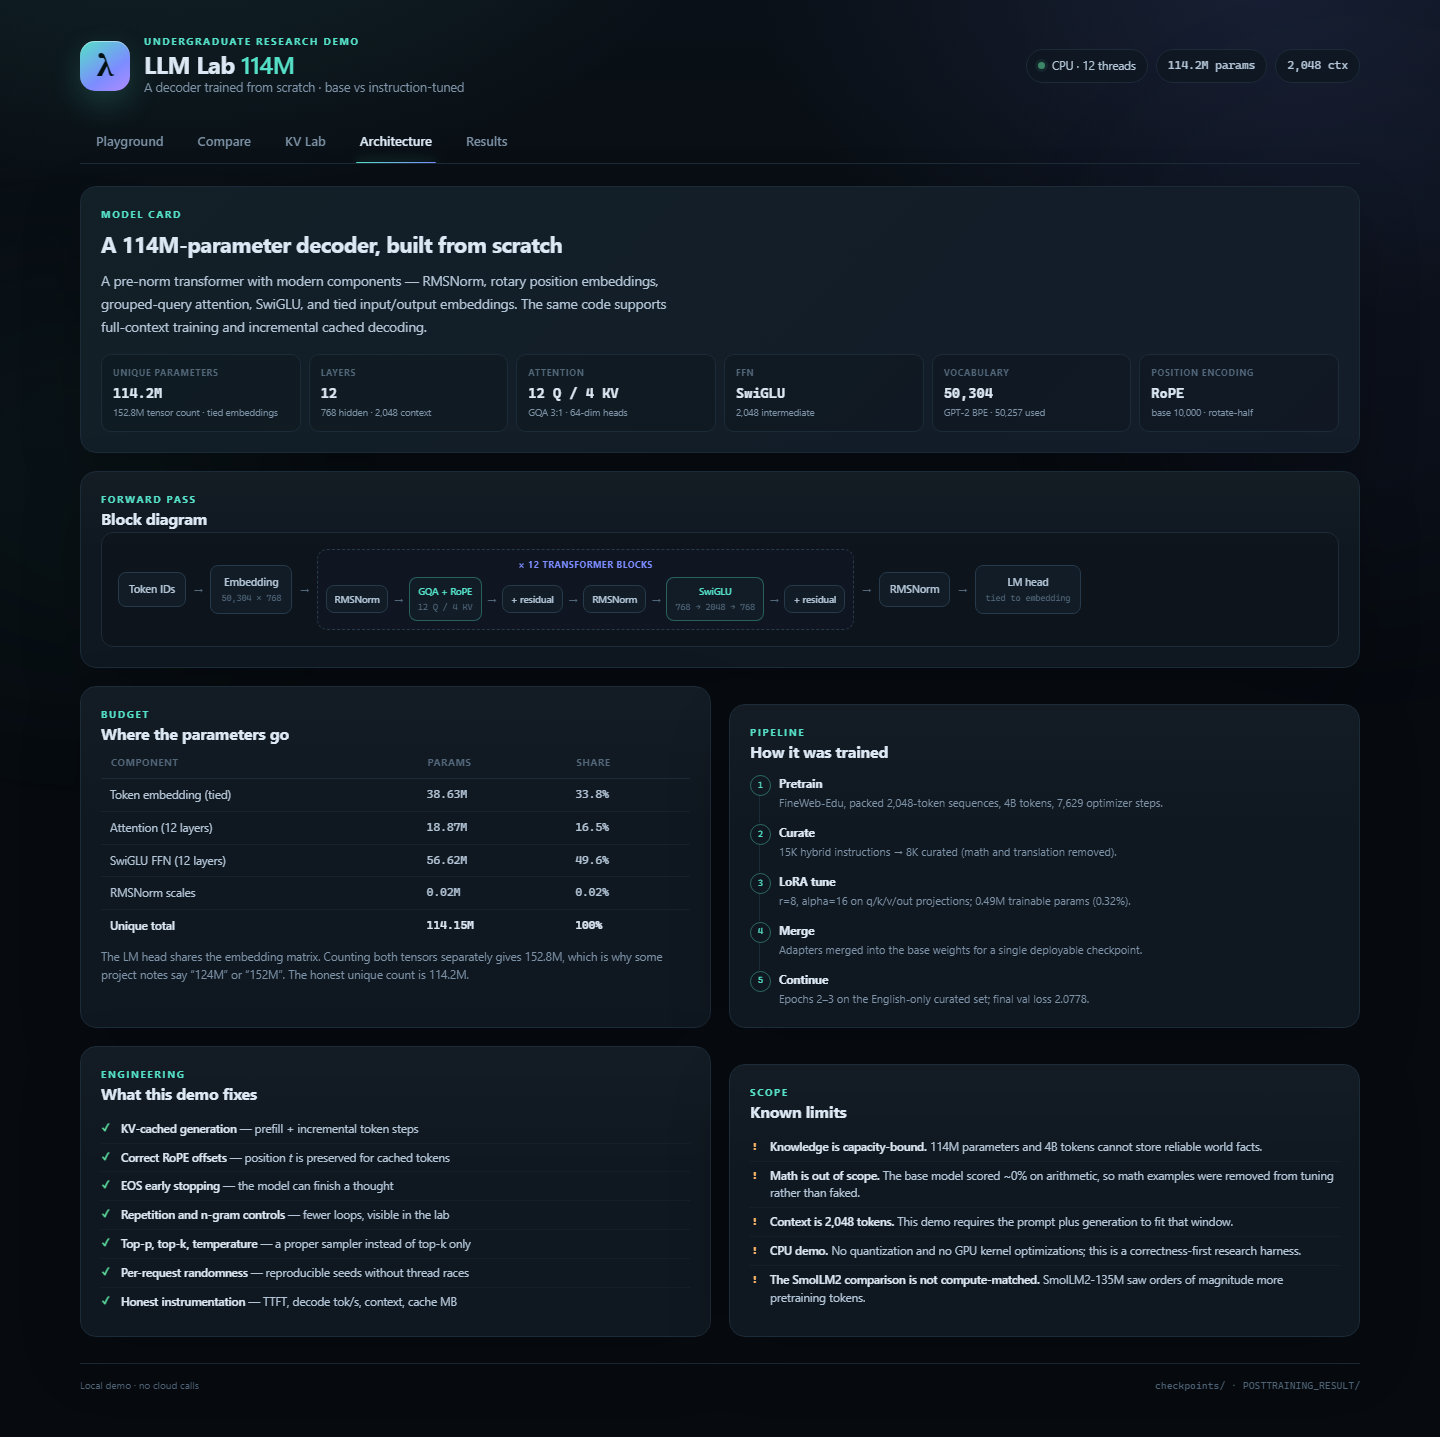 λ
UNDERGRADUATE RESEARCH DEMO
LLM Lab 114M
A decoder trained from scratch · base vs instruction-tuned
CPU · 12 threads
114.2M params
2,048 ctx
Playground
Compare
KV Lab
Architecture
Results
MODEL CARD
A 114M-parameter decoder, built from scratch
A pre-norm transformer with modern components — RMSNorm, rotary position embeddings,
grouped-query attention, SwiGLU, and tied input/output embeddings. The same code supports
full-context training and incremental cached decoding.
UNIQUE PARAMETERS
114.2M
152.8M tensor count · tied embeddings
LAYERS
12
768 hidden · 2,048 context
ATTENTION
12 Q / 4 KV
GQA 3:1 · 64-dim heads
FFN
SwiGLU
2,048 intermediate
VOCABULARY
50,304
GPT-2 BPE · 50,257 used
POSITION ENCODING
RoPE
base 10,000 · rotate-half
FORWARD PASS
Block diagram
Token IDs
→
Embedding
50,304 × 768
→
× 12 TRANSFORMER BLOCKS
RMSNorm
→
GQA + RoPE
12 Q / 4 KV
→
+ residual
→
RMSNorm
→
SwiGLU
768 → 2048 → 768
→
+ residual
→
RMSNorm
→
LM head
tied to embedding
BUDGET
Where the parameters go
COMPONENT PARAMS SHARE
Token embedding (tied) 38.63M 33.8%
Attention (12 layers) 18.87M 16.5%
SwiGLU FFN (12 layers) 56.62M 49.6%
RMSNorm scales 0.02M 0.02%
Unique total 114.15M 100%
The LM head shares the embedding matrix. Counting both tensors separately gives 152.8M, which is why some
project notes say “124M” or “152M”. The honest unique count is 114.2M.
PIPELINE
How it was trained
1 Pretrain
FineWeb-Edu, packed 2,048-token sequences, 4B tokens, 7,629 optimizer steps.
2 Curate
15K hybrid instructions → 8K curated (math and translation removed).
3 LoRA tune
r=8, alpha=16 on q/k/v/out projections; 0.49M trainable params (0.32%).
4 Merge
Adapters merged into the base weights for a single deployable checkpoint.
5 Continue
Epochs 2–3 on the English-only curated set; final val loss 2.0778.
ENGINEERING
What this demo fixes
✓ KV-cached generation — prefill + incremental token steps
✓ Correct RoPE offsets — position t is preserved for cached tokens
✓ EOS early stopping — the model can finish a thought
✓ Repetition and n-gram controls — fewer loops, visible in the lab
✓ Top-p, top-k, temperature — a proper sampler instead of top-k only
✓ Per-request randomness — reproducible seeds without thread races
✓ Honest instrumentation — TTFT, decode tok/s, context, cache MB
SCOPE
Known limits
! Knowledge is capacity-bound. 114M parameters and 4B tokens cannot store reliable world facts.
! Math is out of scope. The base model scored ~0% on arithmetic, so math examples were removed from tuning
rather than faked.
! Context is 2,048 tokens. This demo requires the prompt plus generation to fit that window.
! CPU demo. No quantization and no GPU kernel optimizations; this is a correctness-first research harness.
! The SmolLM2 comparison is not compute-matched. SmolLM2-135M saw orders of magnitude more
pretraining tokens.
Local demo · no cloud calls
checkpoints/ · POSTTRAINING_RESULT/